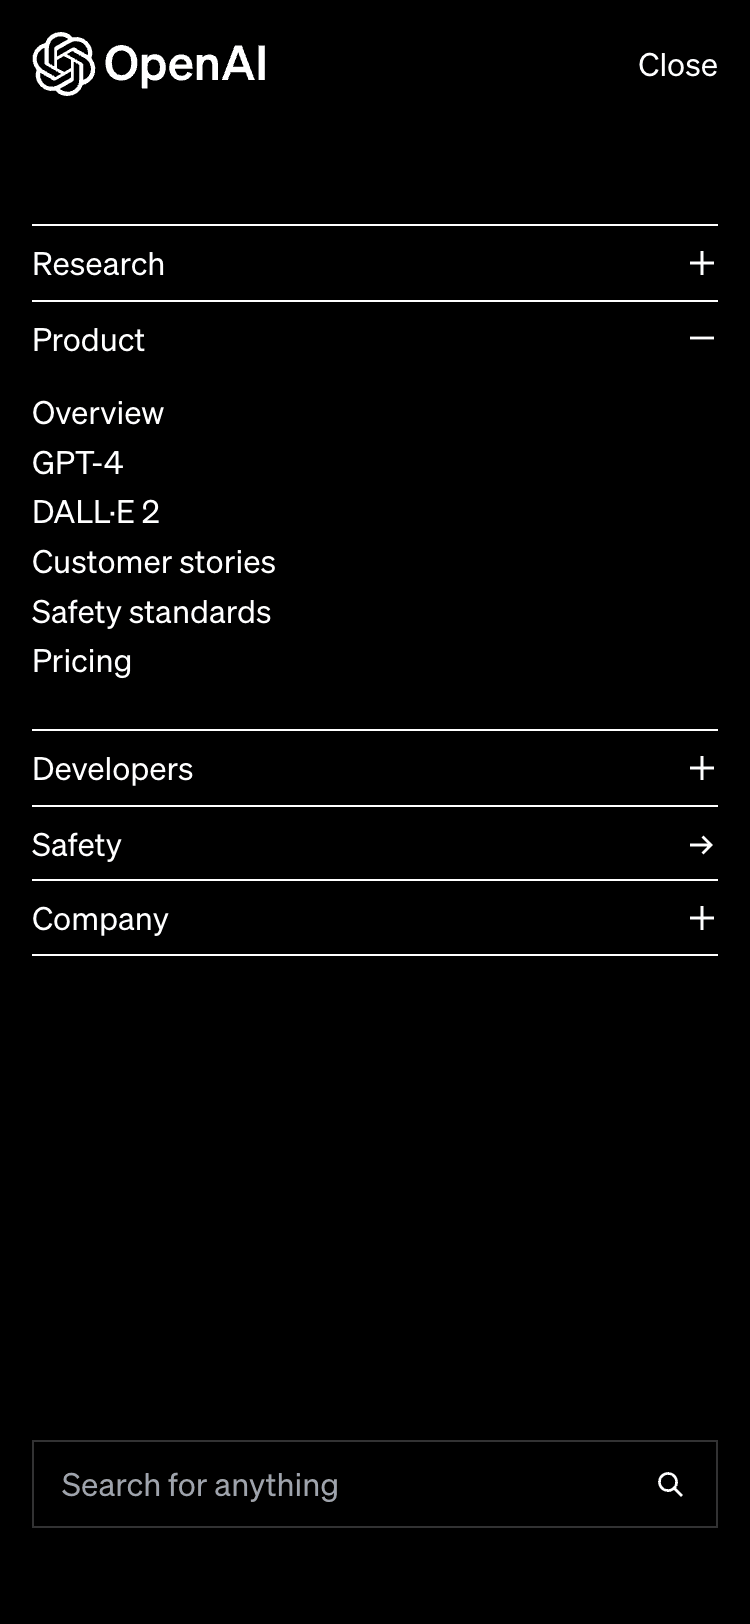 OpenAI
Close
Research
Product
Overview
GPT-4
DALL·E 2
Customer stories
Safety standards
Pricing
Developers
Safety
Company
Search for anything